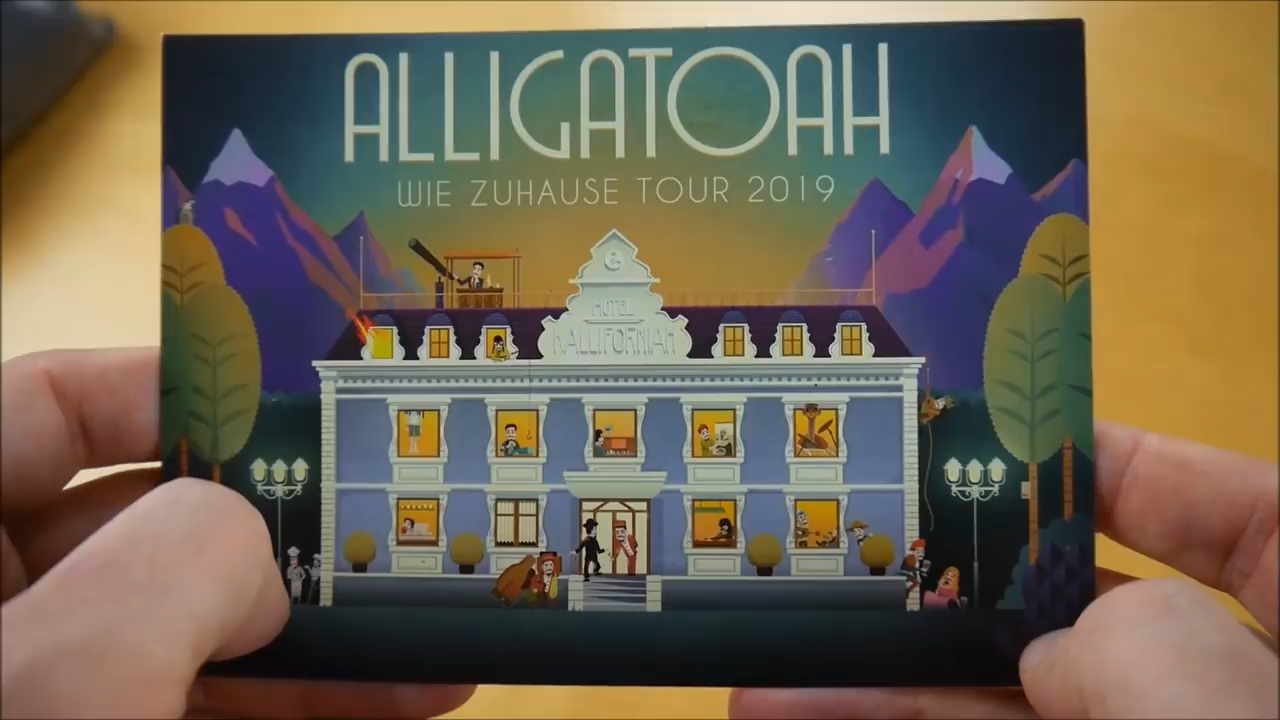 ALLIGATOAH
WIE ZUHAUSE TOUR 2019
HOTEL
KALLIFORNIAH